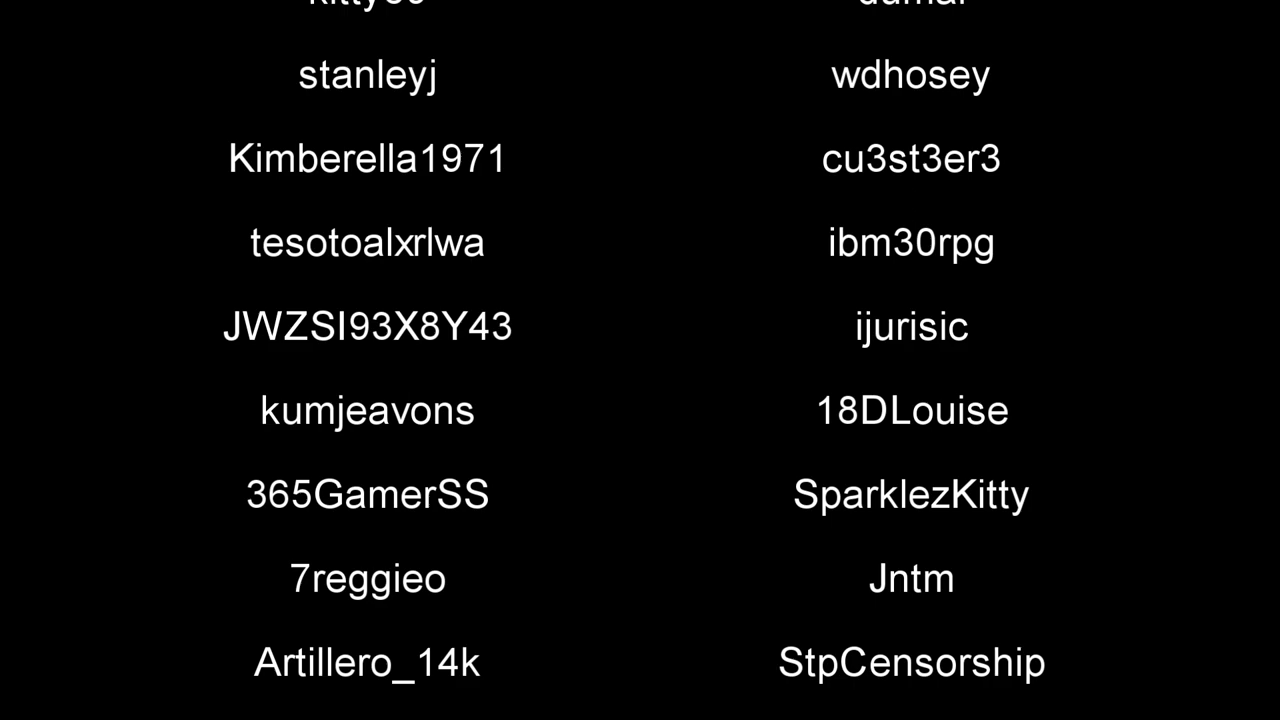 stanleyj wdhosey
Kimberella1971 cu3st3er3
tesotoalxrlwa ibm30rpg
JWZSI93X8Y43 ijurisic
kumjeavons 18DLouise
365GamerSS SparklezKitty
7reggieo Jntm
Artillero_14k StpCensorship